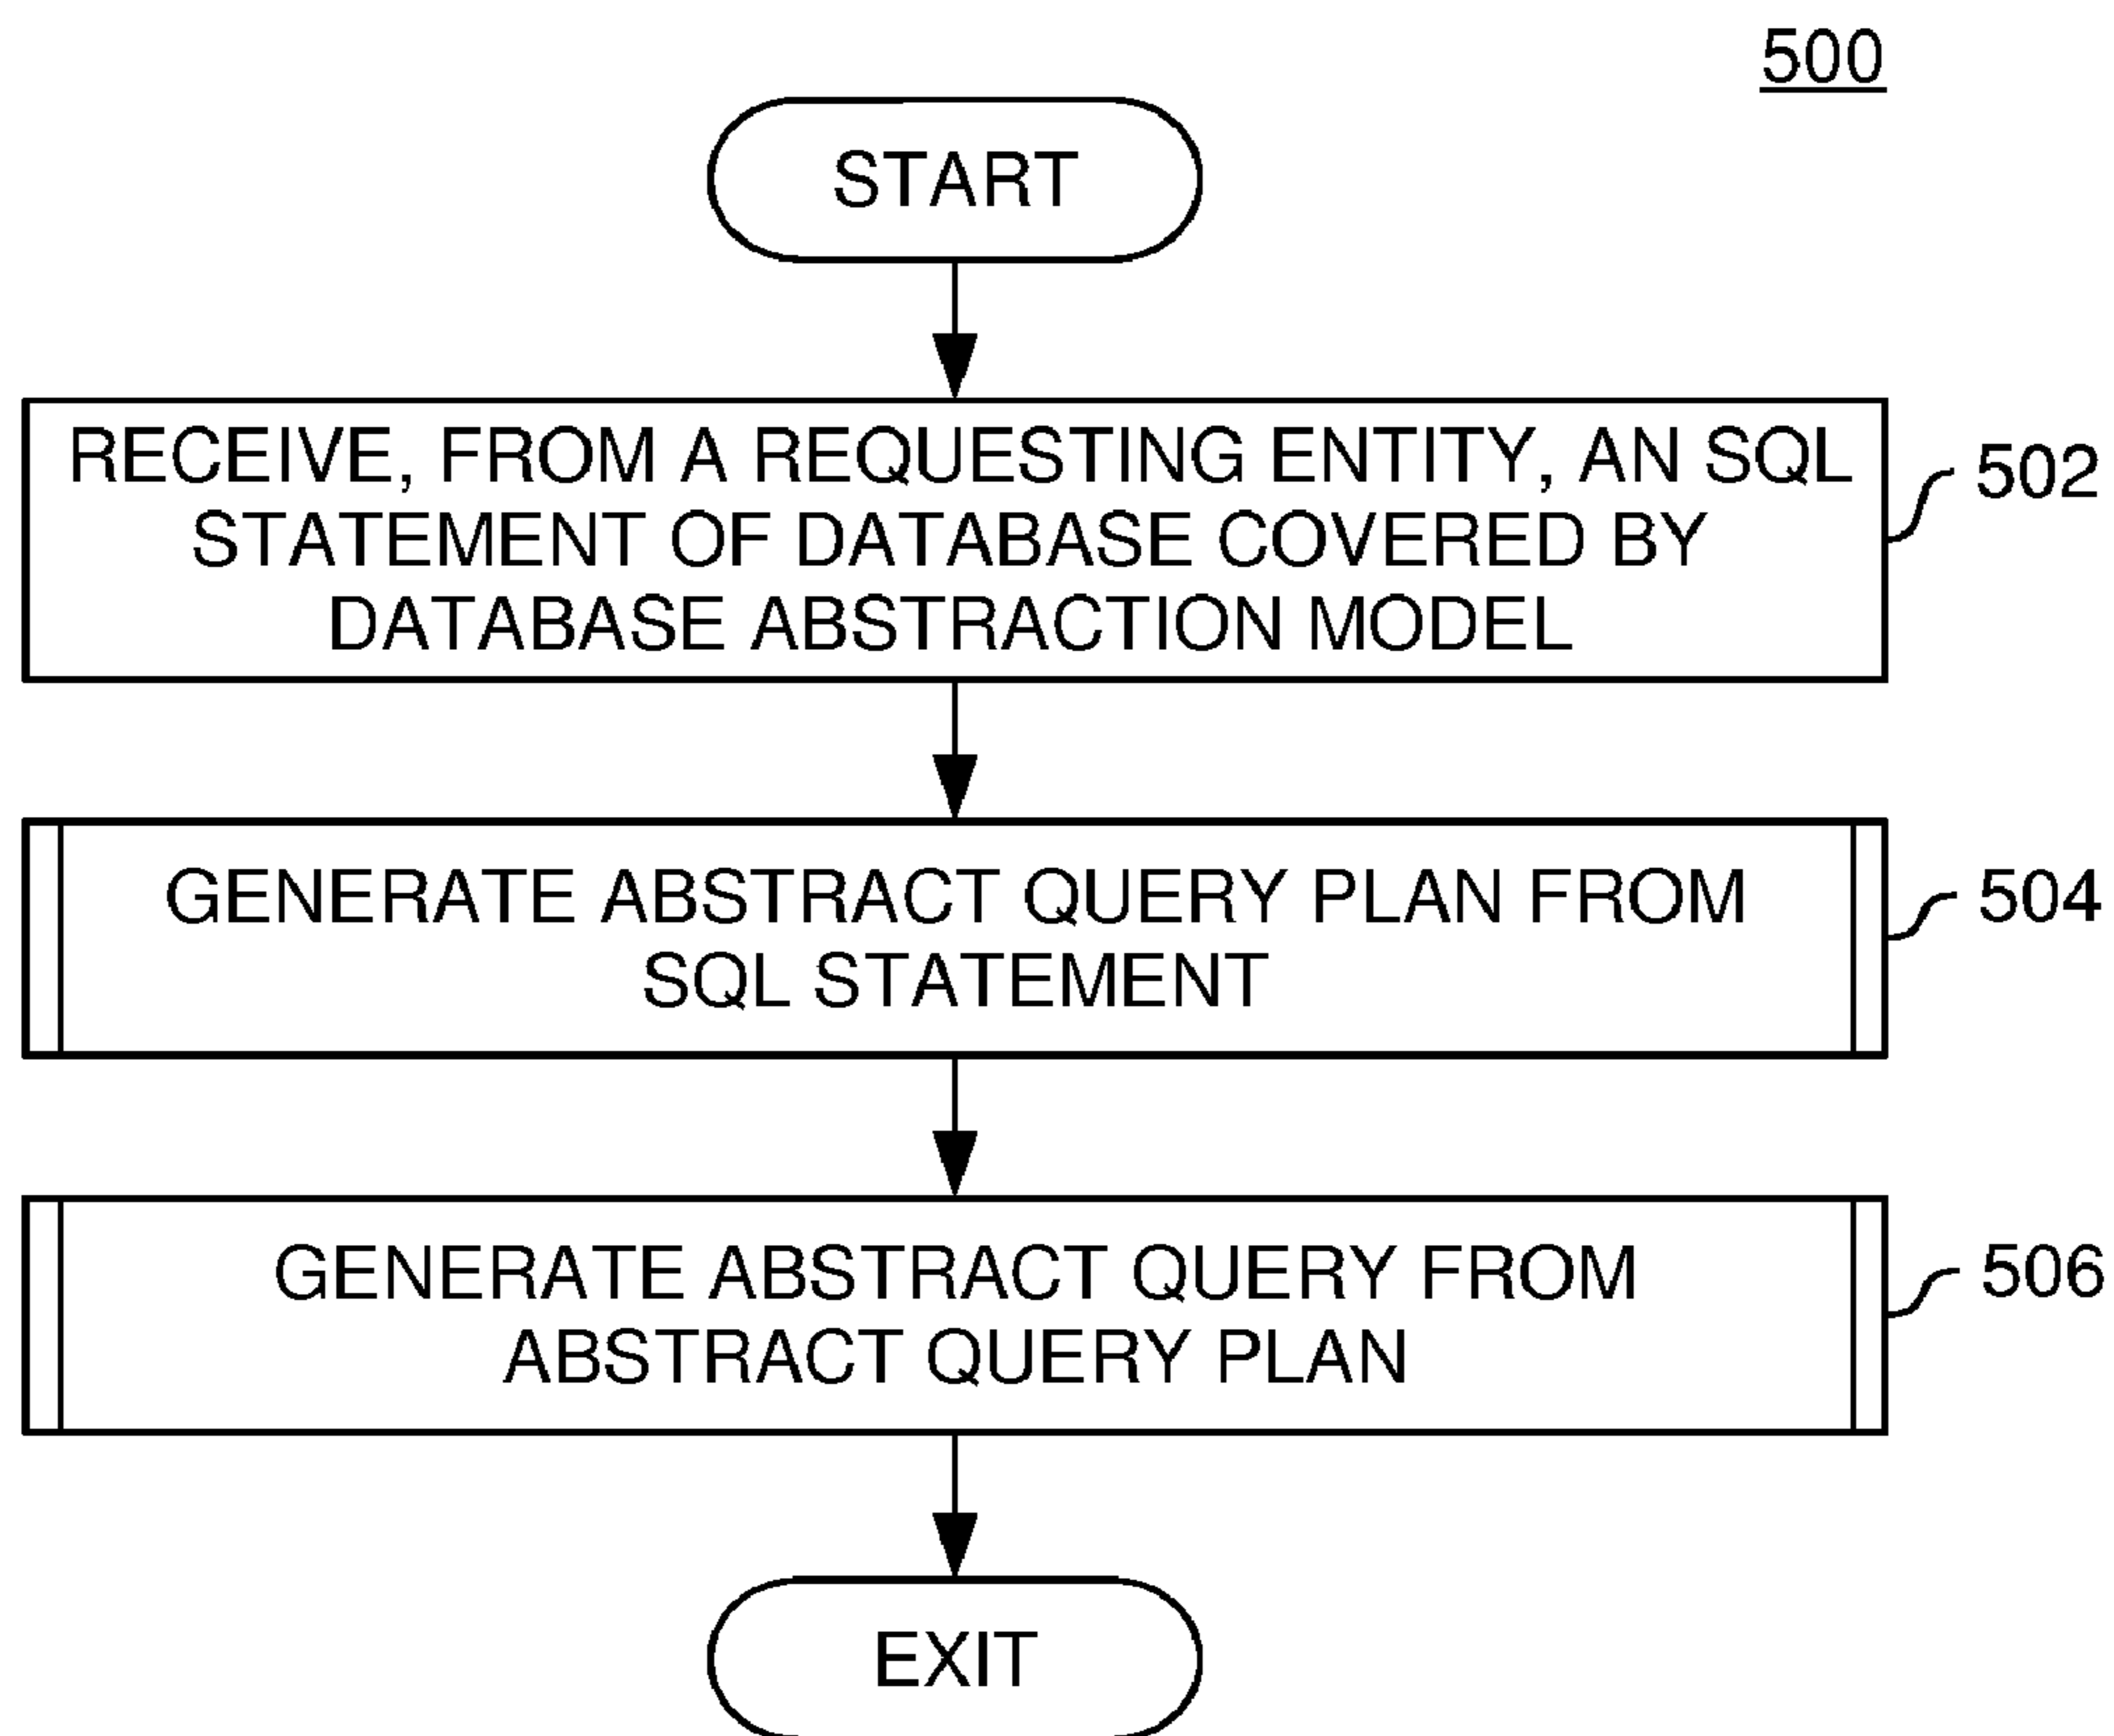 500
START
RECEIVE, FROM A REQUESTING ENTITY, AN SQL
STATEMENT OF DATABASE COVERED BY
DATABASE ABSTRACTION MODEL
502
GENERATE ABSTRACT QUERY PLAN FROM
SQL STATEMENT
504
GENERATE ABSTRACT QUERY FROM
ABSTRACT QUERY PLAN
506
EXIT